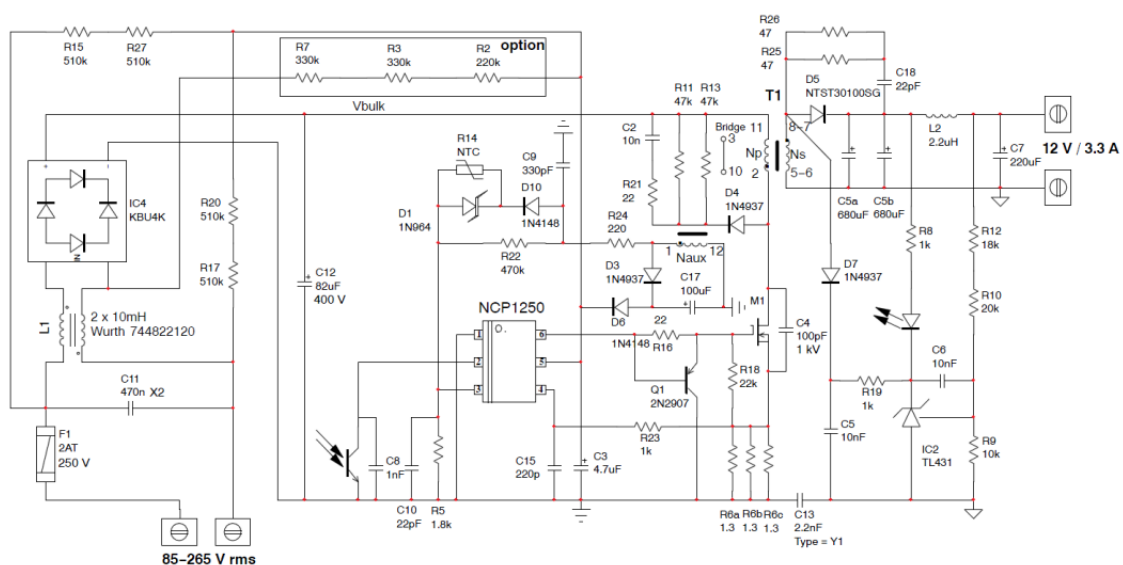 R26
47
R25
47
R15
510k
R27
510k
R7
330k
R3
330k
R2
220k
option
Vbulk
C18
22pF
D5
NTST30100SG
T1
R11
47k
R13
47k
C2
10n
Bridge
3
10
11
Np
2
8-7
Ns
5-6
L2
2.2uH
C7
220uF
12 V / 3.3 A
R14
NTC
C9
330pF
D10
1N4148
D1
1N964
R21
22
D4
1N4937
C5a
680uF
C5b
680uF
+
-
IC4
KBU4K
IN
R20
510k
R17
510k
R24
220
R22
470k
1
Naux
12
D3
1N4937
C17
100uF
D6
1N4148
R8
1k
R12
18k
D7
1N4937
R10
20k
C12
82uF
400 V
L1
2 x 10mH
Wurth 744822120
NCP1250
O.
1
2
3
6
5
4
22
R16
M1
C4
100pF
1 kV
R18
22k
Q1
2N2907
C6
10nF
R19
1k
C11
470n X2
F1
2AT
250 V
R23
1k
C5
10nF
IC2
TL431
R9
10k
C8
1nF
C10
22pF
R5
1.8k
C15
220p
C3
4.7uF
R6a
1.3
R6b
1.3
R6c
1.3
C13
2.2nF
Type = Y1
85-265 V rms